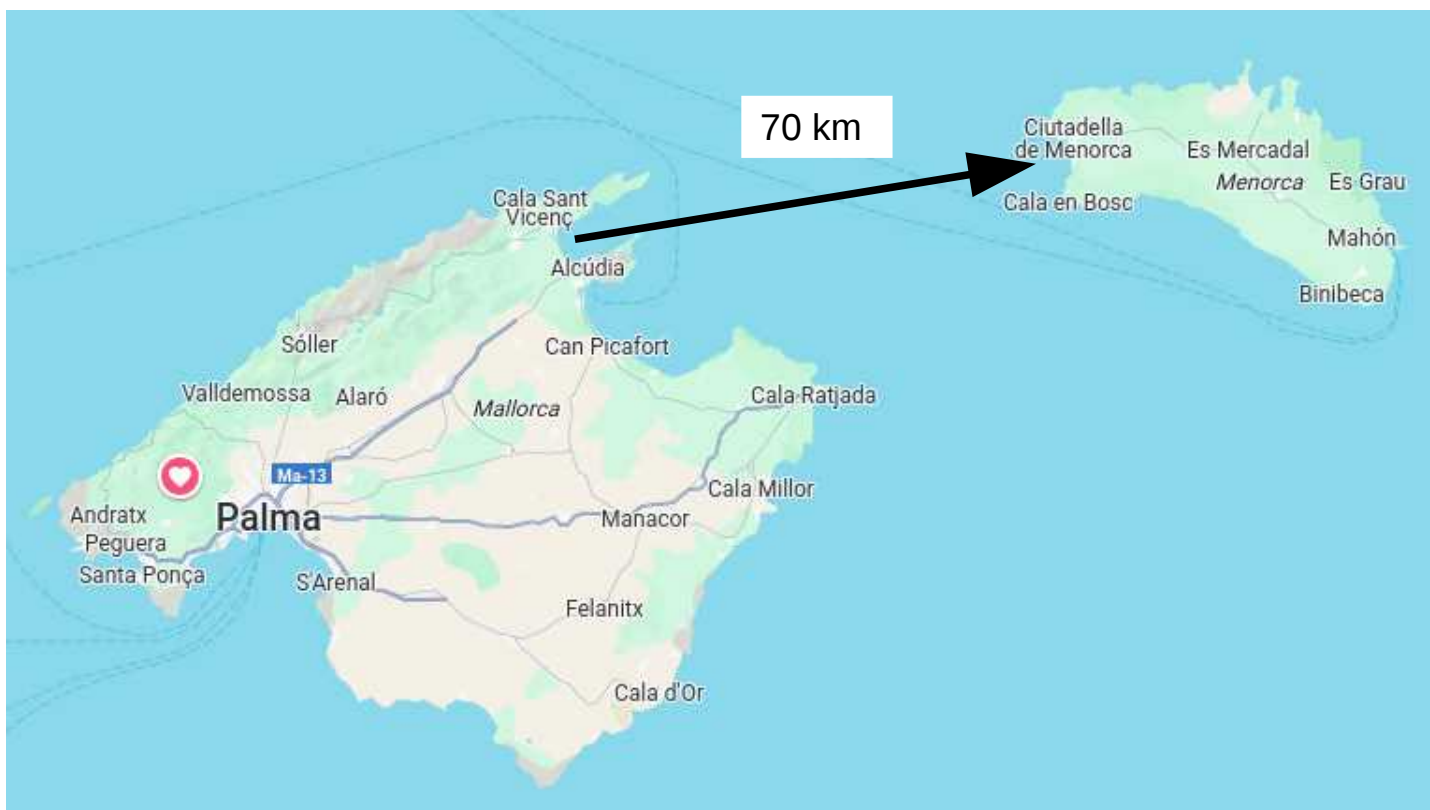 70 km
Ciutadella
de Menorca
Es Mercadal
Menorca
Es Grau
Cala en Bosc
Mahón
Binibeca
Cala Sant
Vicenç
Alcúdia
Sóller
Can Picafort
Valldemossa
Alaró
Mallorca
Cala Ratjada
Ma-13
Cala Millor
Andratx
Palma
Manacor
Peguera
Santa Ponça
S'Arenal
Felanitx
Cala d'Or